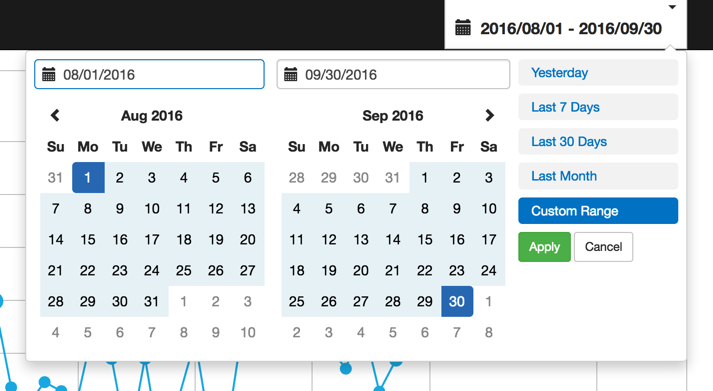 2016/08/01 - 2016/09/30
08/01/2016
09/30/2016
Aug 2016
Su Mo Tu We Th Fr Sa
31 1 2 3 4 5 6
7 8 9 10 11 12 13
14 15 16 17 18 19 20
21 22 23 24 25 26 27
28 29 30 31 1 2 3
4 5 6 7 8 9 10
Sep 2016
Su Mo Tu We Th Fr Sa
28 29 30 31 1 2 3
4 5 6 7 8 9 10
11 12 13 14 15 16 17
18 19 20 21 22 23 24
25 26 27 28 29 30 1
2 3 4 5 6 7 8
Yesterday
Last 7 Days
Last 30 Days
Last Month
Custom Range
Apply Cancel